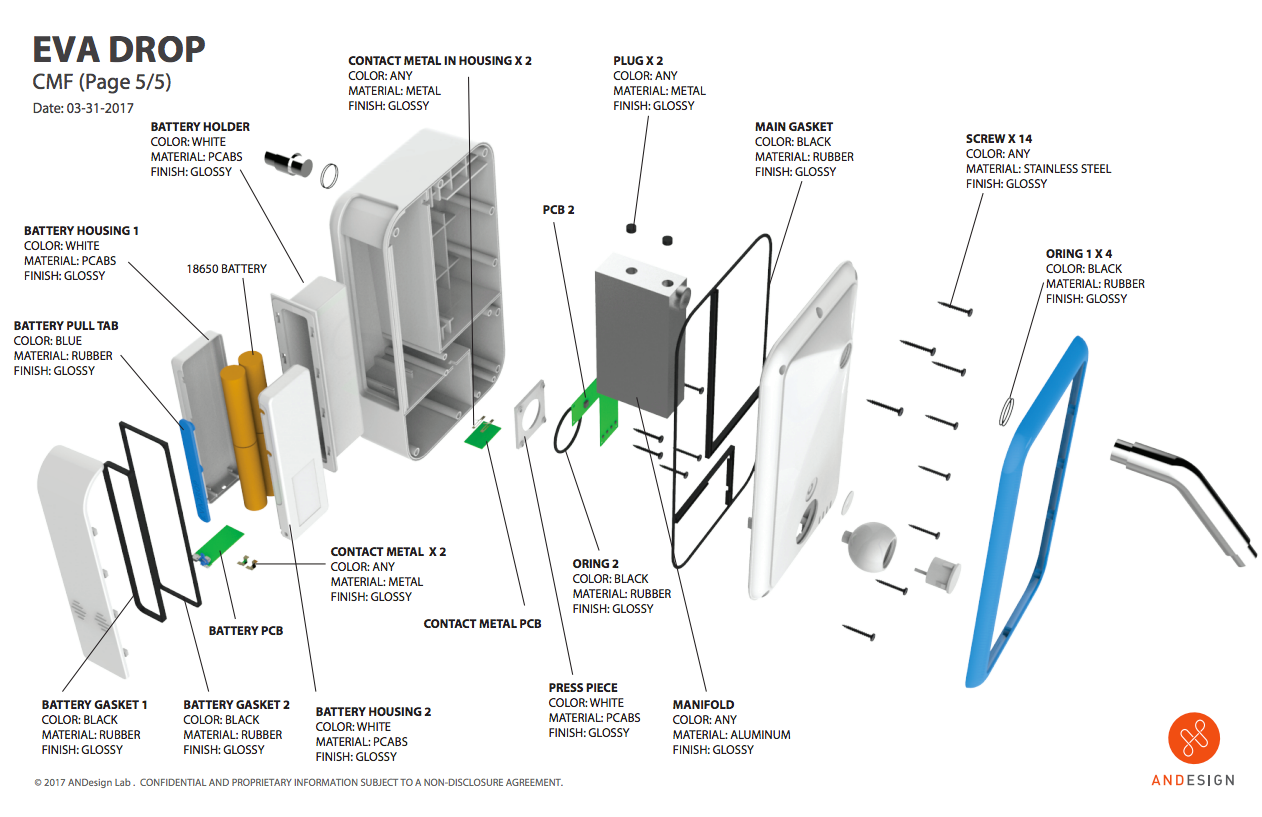 EVA DROP
CMF (Page 5/5)
Date: 03-31-2017
CONTACT METAL IN HOUSING X 2
COLOR: ANY
MATERIAL: METAL
FINISH: GLOSSY
PLUG X 2
COLOR: ANY
MATERIAL: METAL
FINISH: GLOSSY
BATTERY HOLDER
COLOR: WHITE
MATERIAL: PCABS
FINISH: GLOSSY
MAIN GASKET
COLOR: BLACK
MATERIAL: RUBBER
FINISH: GLOSSY
SCREW X 14
COLOR: ANY
MATERIAL: STAINLESS STEEL
FINISH: GLOSSY
PCB 2
BATTERY HOUSING 1
COLOR: WHITE
MATERIAL: PCABS
FINISH: GLOSSY
18650 BATTERY
ORING 1 X 4
COLOR: BLACK
MATERIAL: RUBBER
FINISH: GLOSSY
BATTERY PULL TAB
COLOR: BLUE
MATERIAL: RUBBER
FINISH: GLOSSY
CONTACT METAL X 2
COLOR: ANY
MATERIAL: METAL
FINISH: GLOSSY
ORING 2
COLOR: BLACK
MATERIAL: RUBBER
FINISH: GLOSSY
BATTERY PCB
CONTACT METAL PCB
BATTERY GASKET 1
COLOR: BLACK
MATERIAL: RUBBER
FINISH: GLOSSY
BATTERY GASKET 2
COLOR: BLACK
MATERIAL: RUBBER
FINISH: GLOSSY
BATTERY HOUSING 2
COLOR: WHITE
MATERIAL: PCABS
FINISH: GLOSSY
PRESS PIECE
COLOR: WHITE
MATERIAL: PCABS
FINISH: GLOSSY
MANIFOLD
COLOR: ANY
MATERIAL: ALUMINUM
FINISH: GLOSSY
ANDESIGN
© 2017 ANDesign Lab . CONFIDENTIAL AND PROPRIETARY INFORMATION SUBJECT TO A NON-DISCLOSURE AGREEMENT.